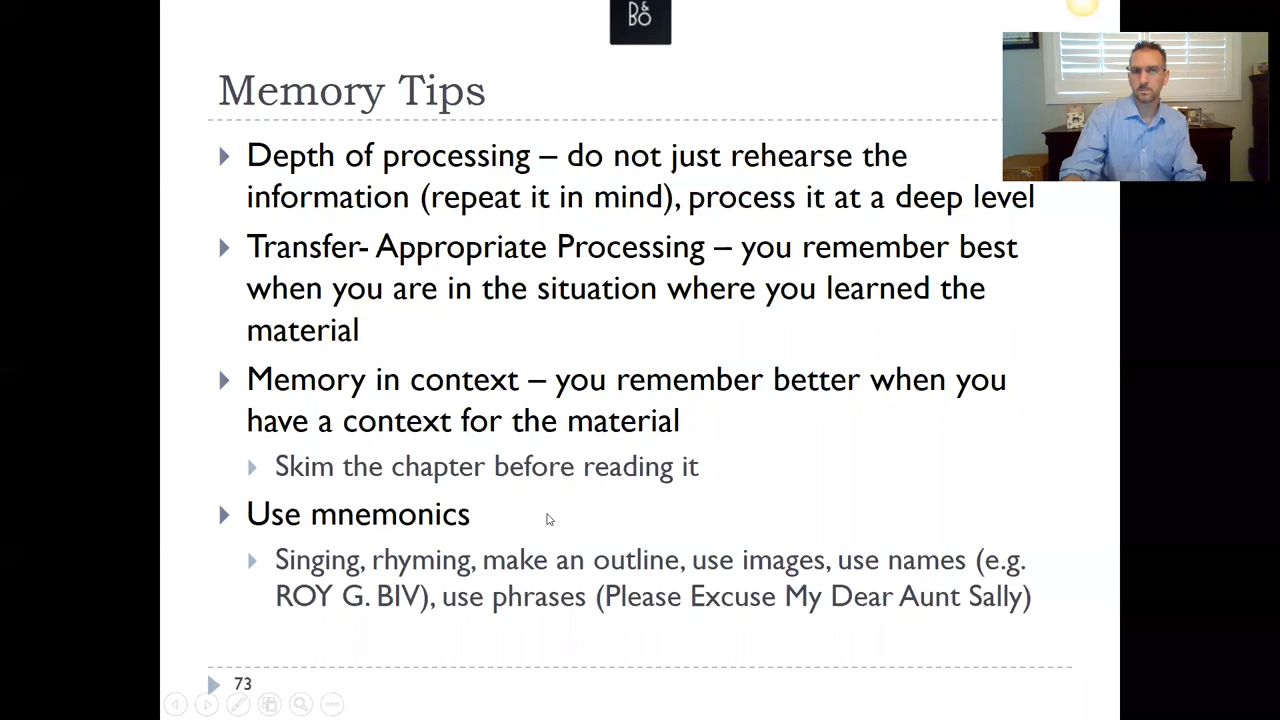 B&
BO
Memory Tips
Depth of processing – do not just rehearse the
information (repeat it in mind), process it at a deep level
Transfer- Appropriate Processing – you remember best
when you are in the situation where you learned the
material
Memory in context – you remember better when you
have a context for the material
Skim the chapter before reading it
Use mnemonics
Singing, rhyming, make an outline, use images, use names (e.g.
ROY G. BIV), use phrases (Please Excuse My Dear Aunt Sally)
73